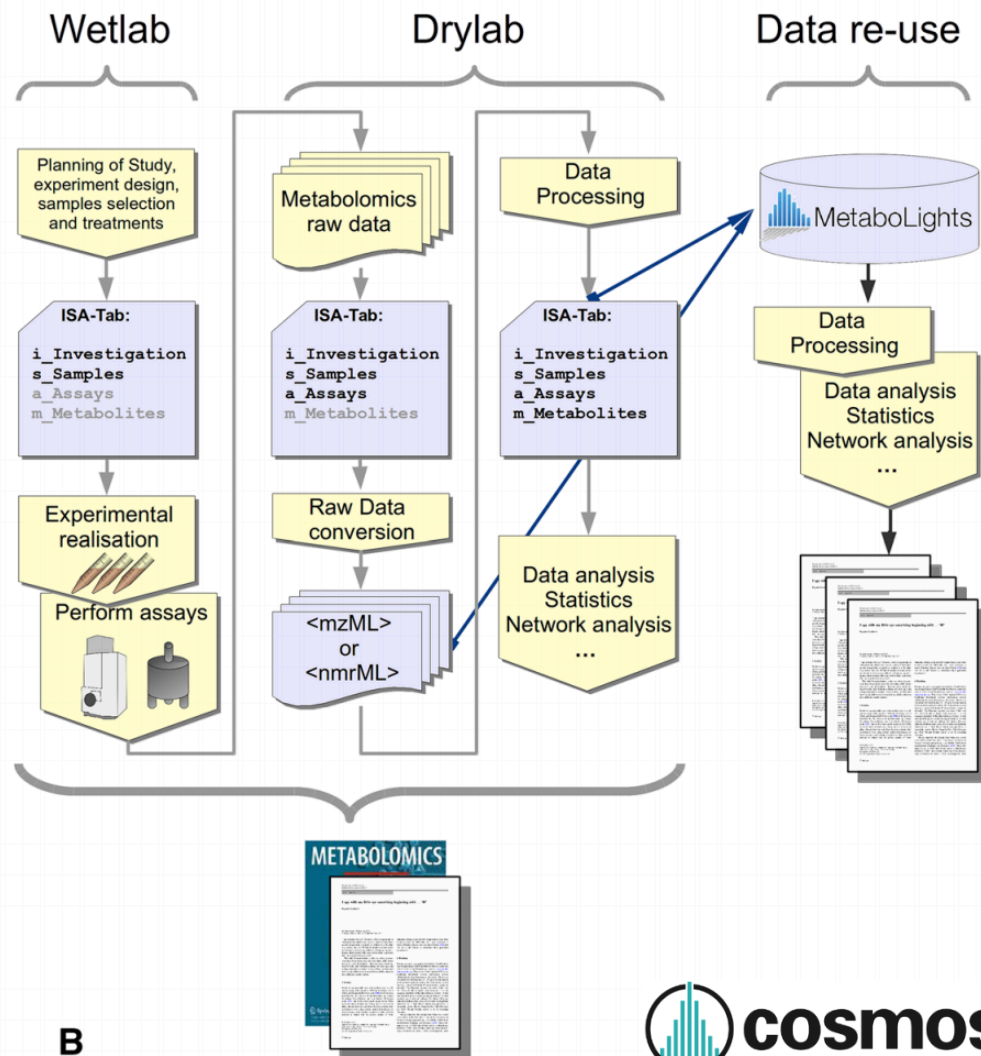 Wetlab
Drylab
Data re-use
Planning of Study,
experiment design,
samples selection
and treatments
ISA-Tab:
i_Investigation
s_Samples
a_Assays
m_Metabolites
Experimental
realisation
Perform assays
Metabolomics
raw data
ISA-Tab:
i_Investigation
s_Samples
a_Assays
m_Metabolites
Raw Data
conversion
<mzML>
or
<nmrML>
Data
Processing
ISA-Tab:
i_Investigation
s_Samples
a_Assays
m_Metabolites
Data analysis
Statistics
Network analysis
...
MetaboLights
Data
Processing
Data analysis
Statistics
Network analysis
...
METABOLOMICS
B
cosmos